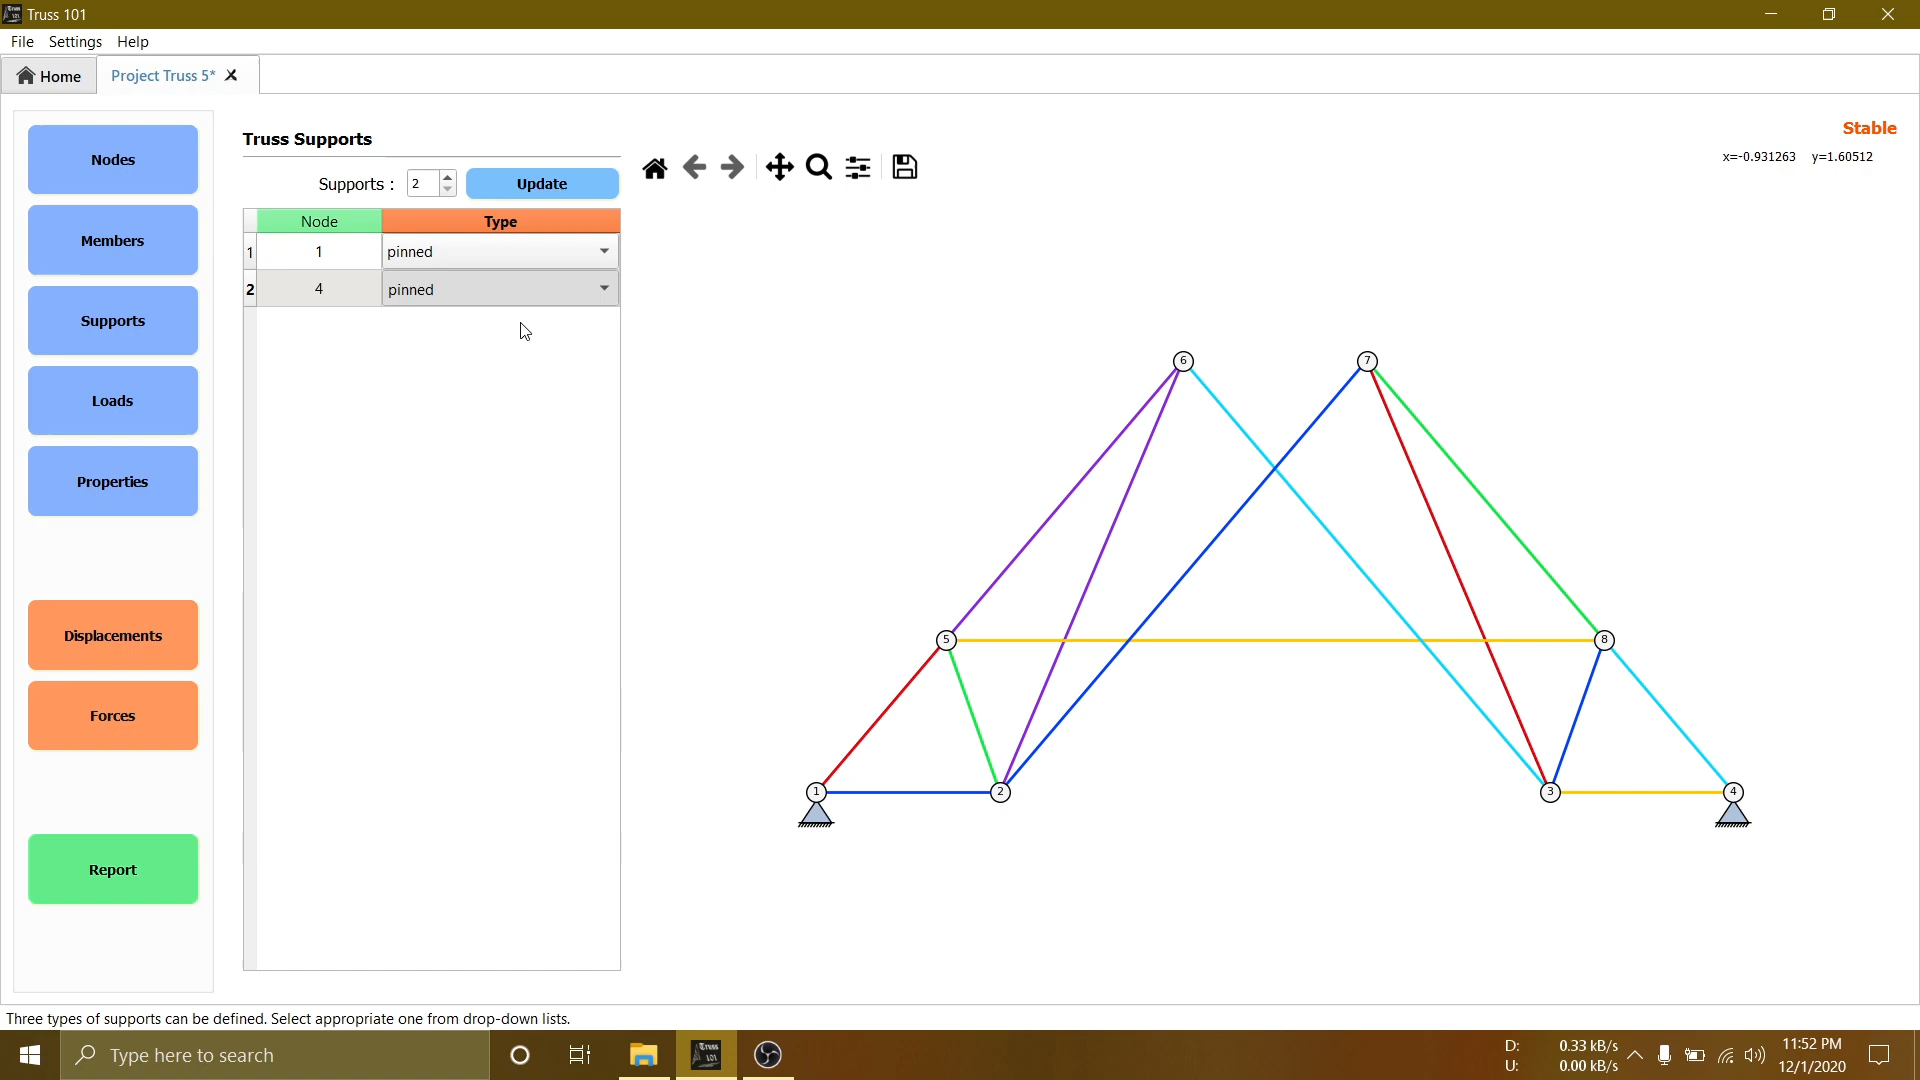 Truss 101
File Settings Help
Home Project Truss 5*
Nodes
Members
Supports
Loads
Properties
Displacements
Forces
Report
Truss Supports
Supports : 2 Update
Node Type
1 1 pinned
2 4 pinned
Stable
x=-0.931263 y=1.60512
6 7
5 8
1 2 3 4
Three types of supports can be defined. Select appropriate one from drop-down lists.
Type here to search
Truss 101
D: 0.33 kB/s
U: 0.00 kB/s
11:52 PM
12/1/2020